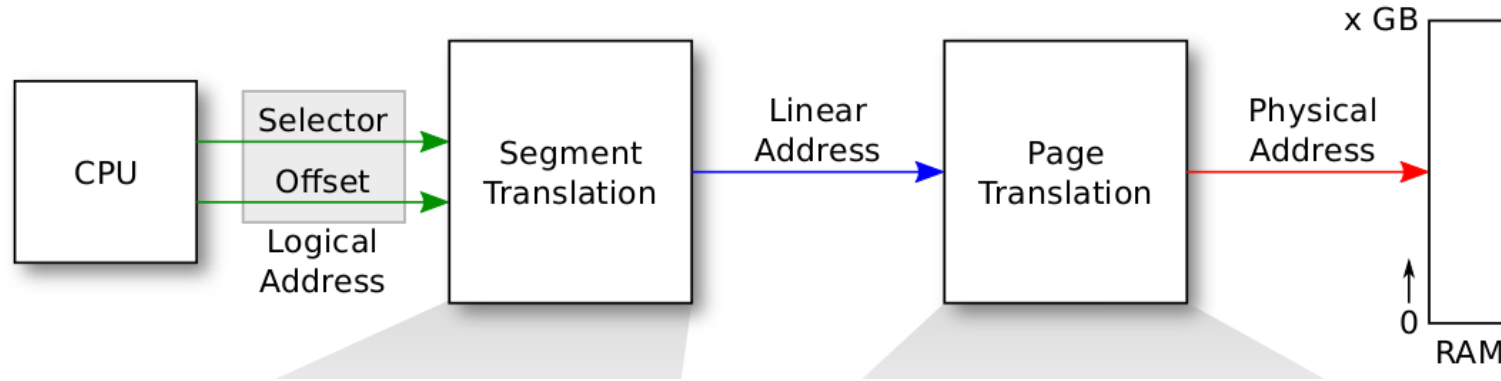 CPU
Selector
Offset
Logical
Address
Segment
Translation
Linear
Address
Page
Translation
Physical
Address
x GB
0
RAM